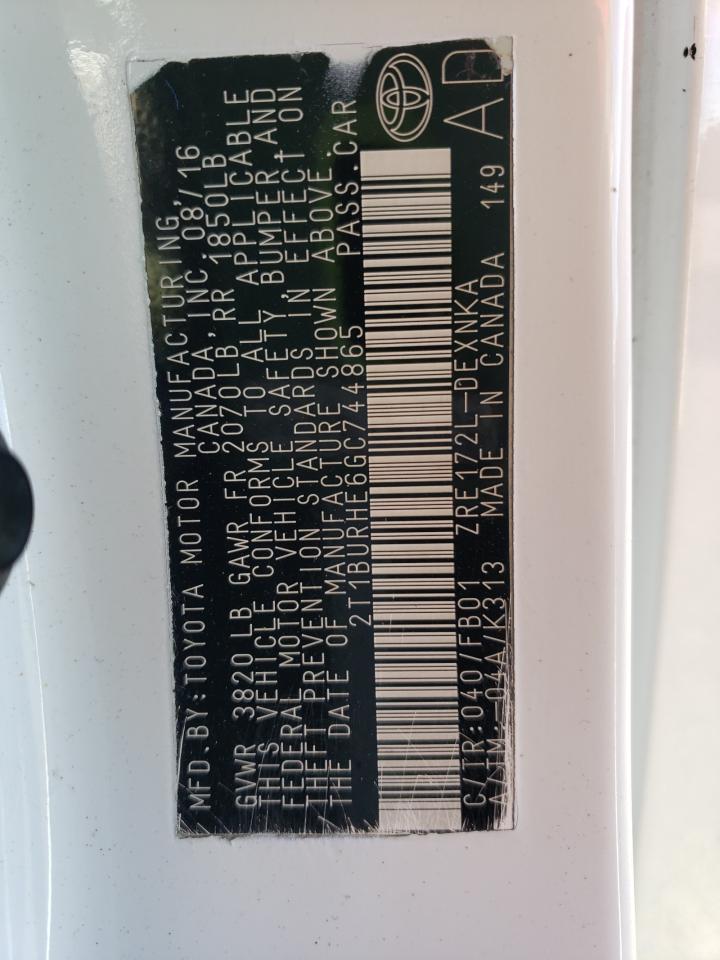 MFD.BY:TOYOTA MOTOR MANUFACTURING,
CANADA, INC. 08/16
GVWR 3820 LB GAWR FR 2070LB, RR 1850LB
THIS VEHICLE CONFORMS TO ALL APPLICABLE
FEDERAL MOTOR VEHICLE SAFETY, BUMPER, AND
THEFT PREVENTION STANDARDS IN EFFECT ON
THE DATE OF MANUFACTURE SHOWN ABOVE.
2T1BURHE6GC744865 PASS.CAR
C/TR:040/FB01 ZRE172L-DEXNKA
A/TM:-04A/K313 MADE IN CANADA 149
AD